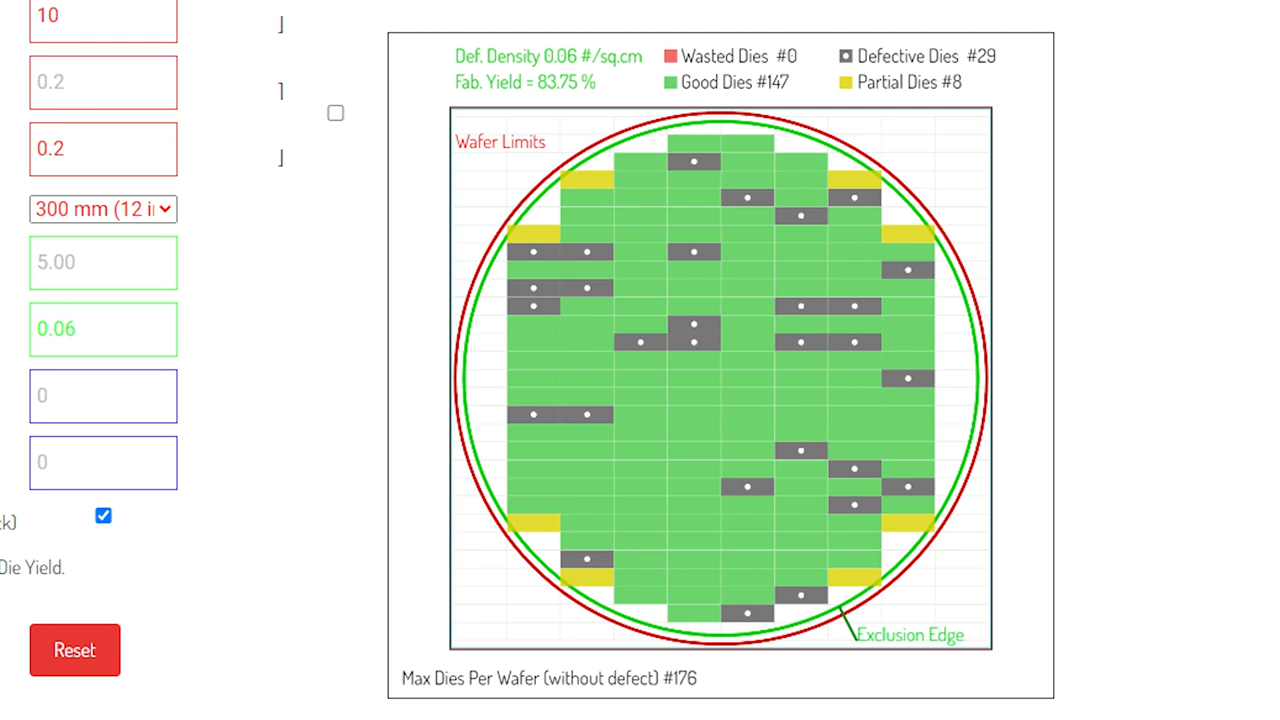 10
0.2
0.2
300 mm (12 i
5.00
0.06
0
0
Die Yield.
Reset
Def. Density 0.06 #/sq.cm
Fab. Yield = 83.75 %
Wasted Dies #0
Good Dies #147
Defective Dies #29
Partial Dies #8
Wafer Limits
Exclusion Edge
Max Dies Per Wafer (without defect) #176